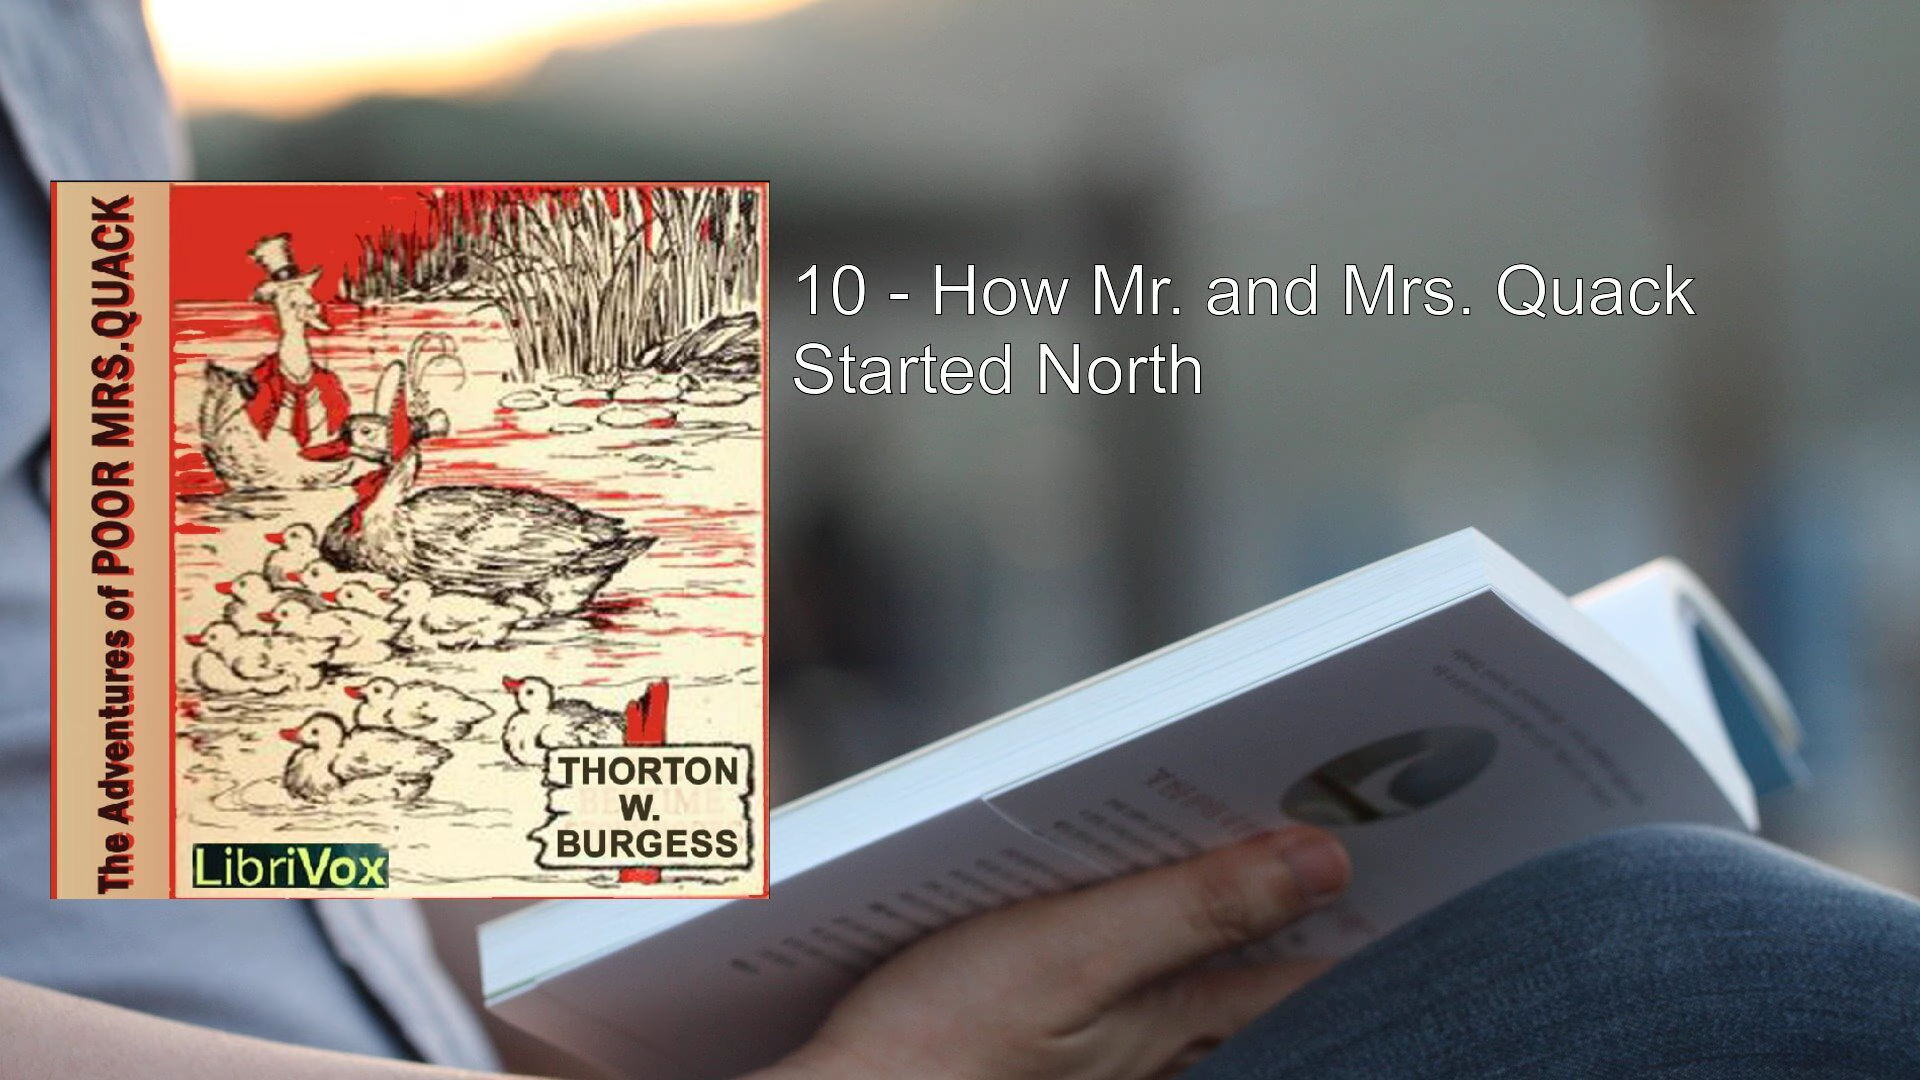 10 - How Mr. and Mrs. Quack
Started North
The Adventures of POOR MRS.QUACK
THORTON
W.
BURGESS
LibriVox